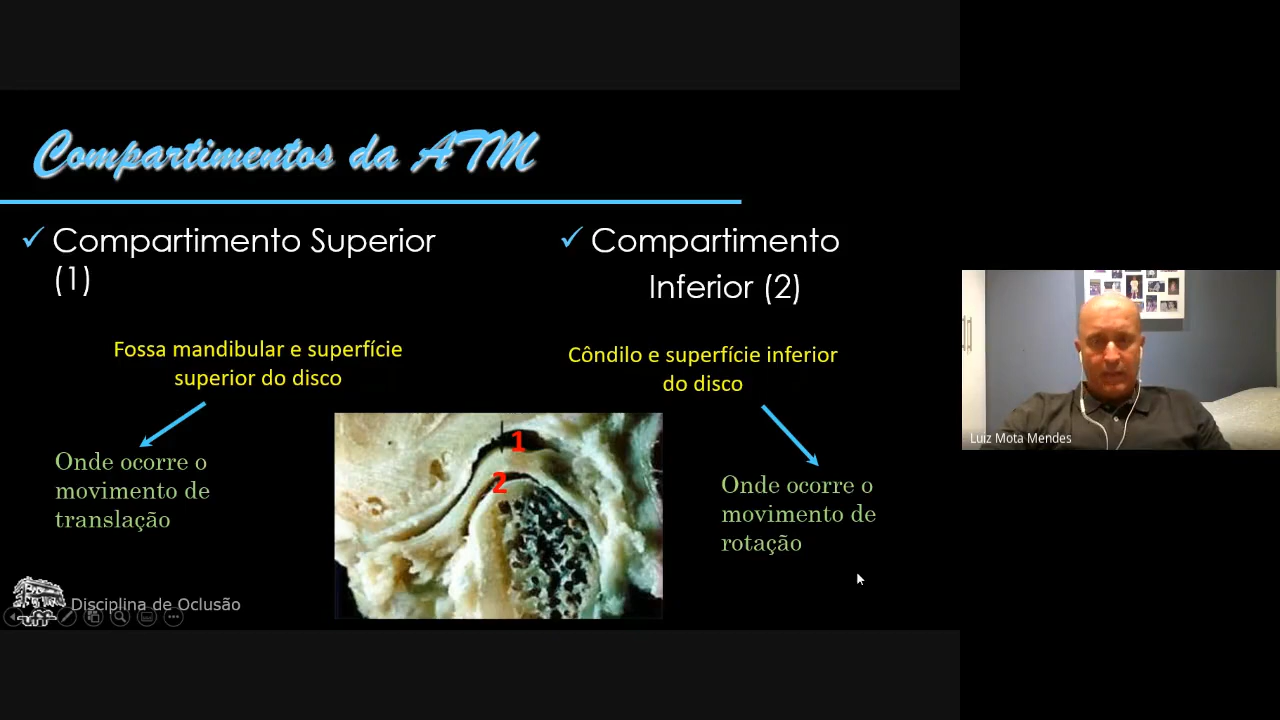 Compartimentos da ATM
✓ Compartimento Superior
(1)
Fossa mandibular e superfície
superior do disco
Onde ocorre o
movimento de
translação
✓ Compartimento
Inferior (2)
Côndilo e superfície inferior
do disco
Onde ocorre o
movimento de
rotação
1
2
UFF
Disciplina de Oclusão
Luiz Mota Mendes